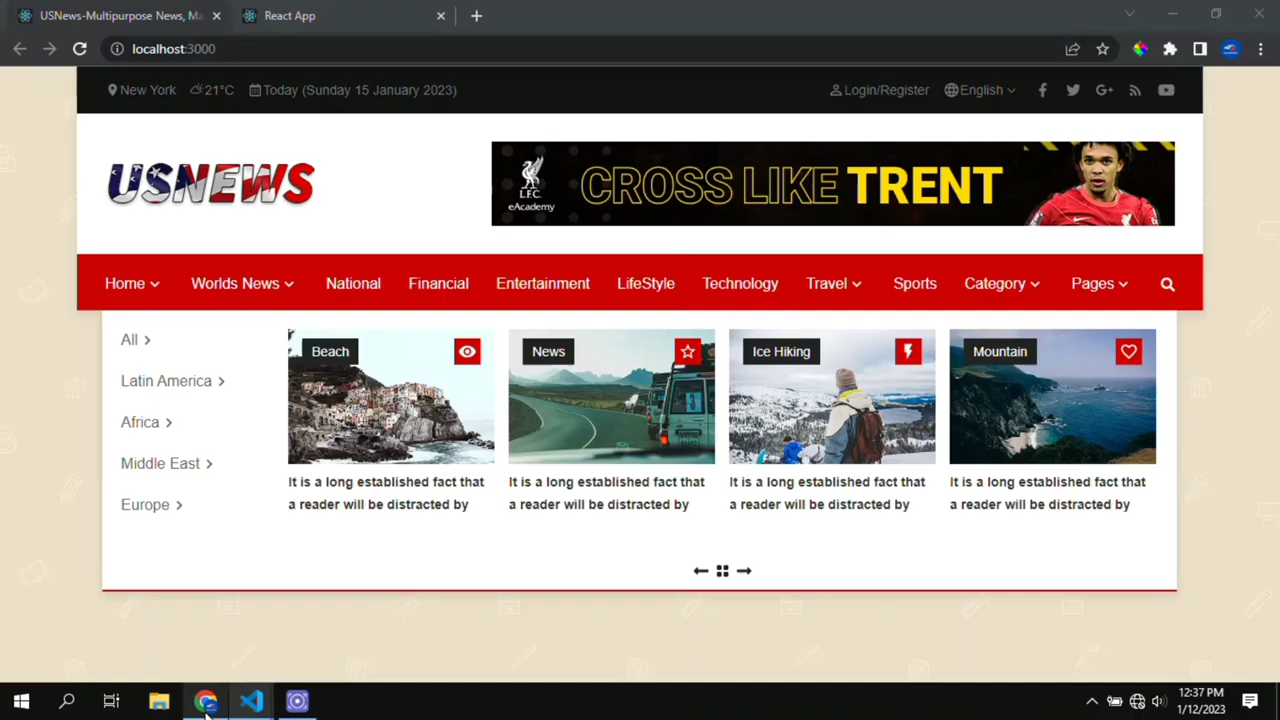 USNews-Multipurpose News, Ma
React App
localhost:3000
New York 21°C Today (Sunday 15 January 2023) Login/Register English
USNEWS
L.F.C.
eAcademy
CROSS LIKE TRENT
Home Worlds News National Financial Entertainment LifeStyle Technology Travel Sports Category Pages
All
Latin America
Africa
Middle East
Europe
Beach
It is a long established fact that
a reader will be distracted by
News
It is a long established fact that
a reader will be distracted by
Ice Hiking
It is a long established fact that
a reader will be distracted by
Mountain
It is a long established fact that
a reader will be distracted by
12:37 PM
1/12/2023